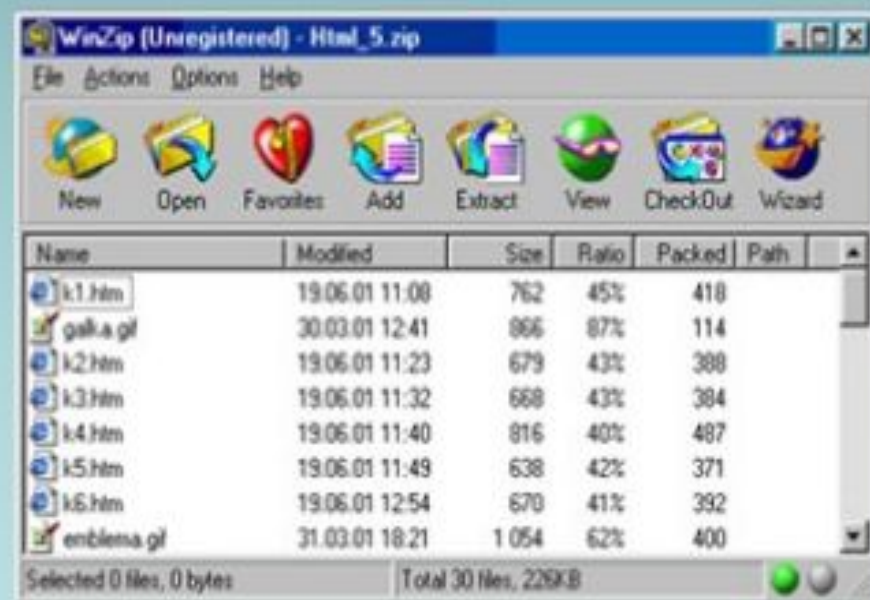 WinZip (Unregistered) - Html_5.zip
File Actions Options Help
New Open Favorites Add Extract View CheckOut Wizard
Name Modified Size Ratio Packed Path
k1.htm 19.06.01 11:08 762 45% 418
galka.gif 30.03.01 12:41 866 87% 114
k2.htm 19.06.01 11:23 679 43% 388
k3.htm 19.06.01 11:32 668 43% 384
k4.htm 19.06.01 11:40 816 40% 487
k5.htm 19.06.01 11:49 638 42% 371
k6.htm 19.06.01 12:54 670 41% 392
emblema.gif 31.03.01 18:21 1 054 62% 400
Selected 0 files, 0 bytes Total 30 files, 226KB